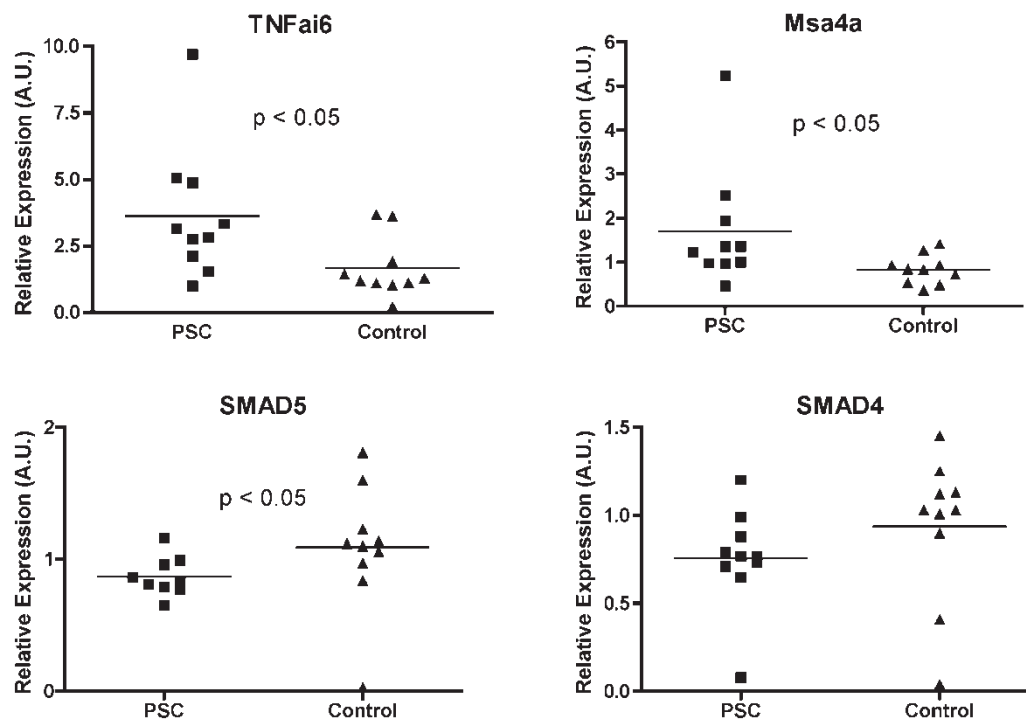 TNFai6
Relative Expression (A.U.)
10.0
7.5
5.0
2.5
0.0
p < 0.05
PSC
Control
Msa4a
Relative Expression (A.U.)
6
5
4
3
2
1
0
p < 0.05
PSC
Control
SMAD5
Relative Expression (A.U.)
2
1
0
p < 0.05
PSC
Control
SMAD4
Relative Expression (A.U.)
1.5
1.0
0.5
0.0
PSC
Control